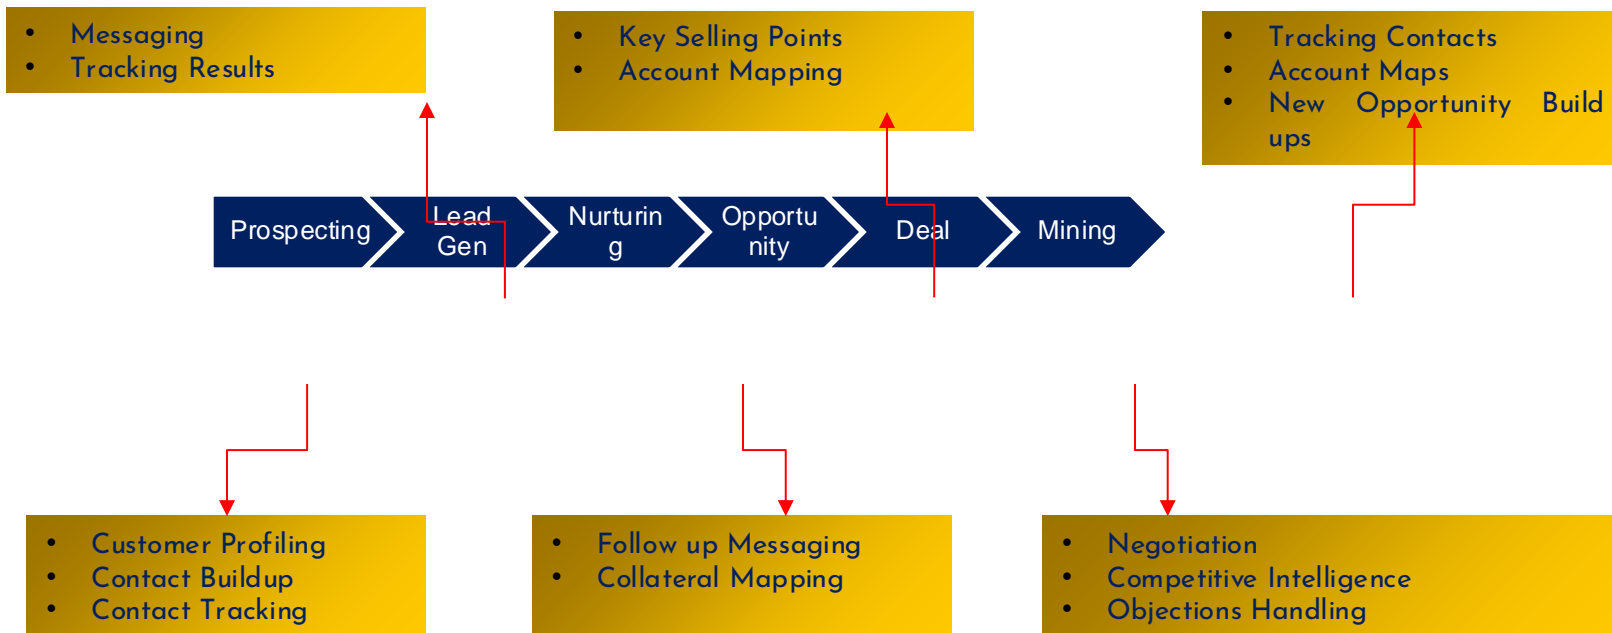 • Messaging
• Tracking Results
• Key Selling Points
• Account Mapping
• Tracking Contacts
• Account Maps
• New Opportunity Build
ups
Prospecting
Lead
Gen
Nurturin
g
Opportu
nity
Deal
Mining
• Customer Profiling
• Contact Buildup
• Contact Tracking
• Follow up Messaging
• Collateral Mapping
• Negotiation
• Competitive Intelligence
• Objections Handling